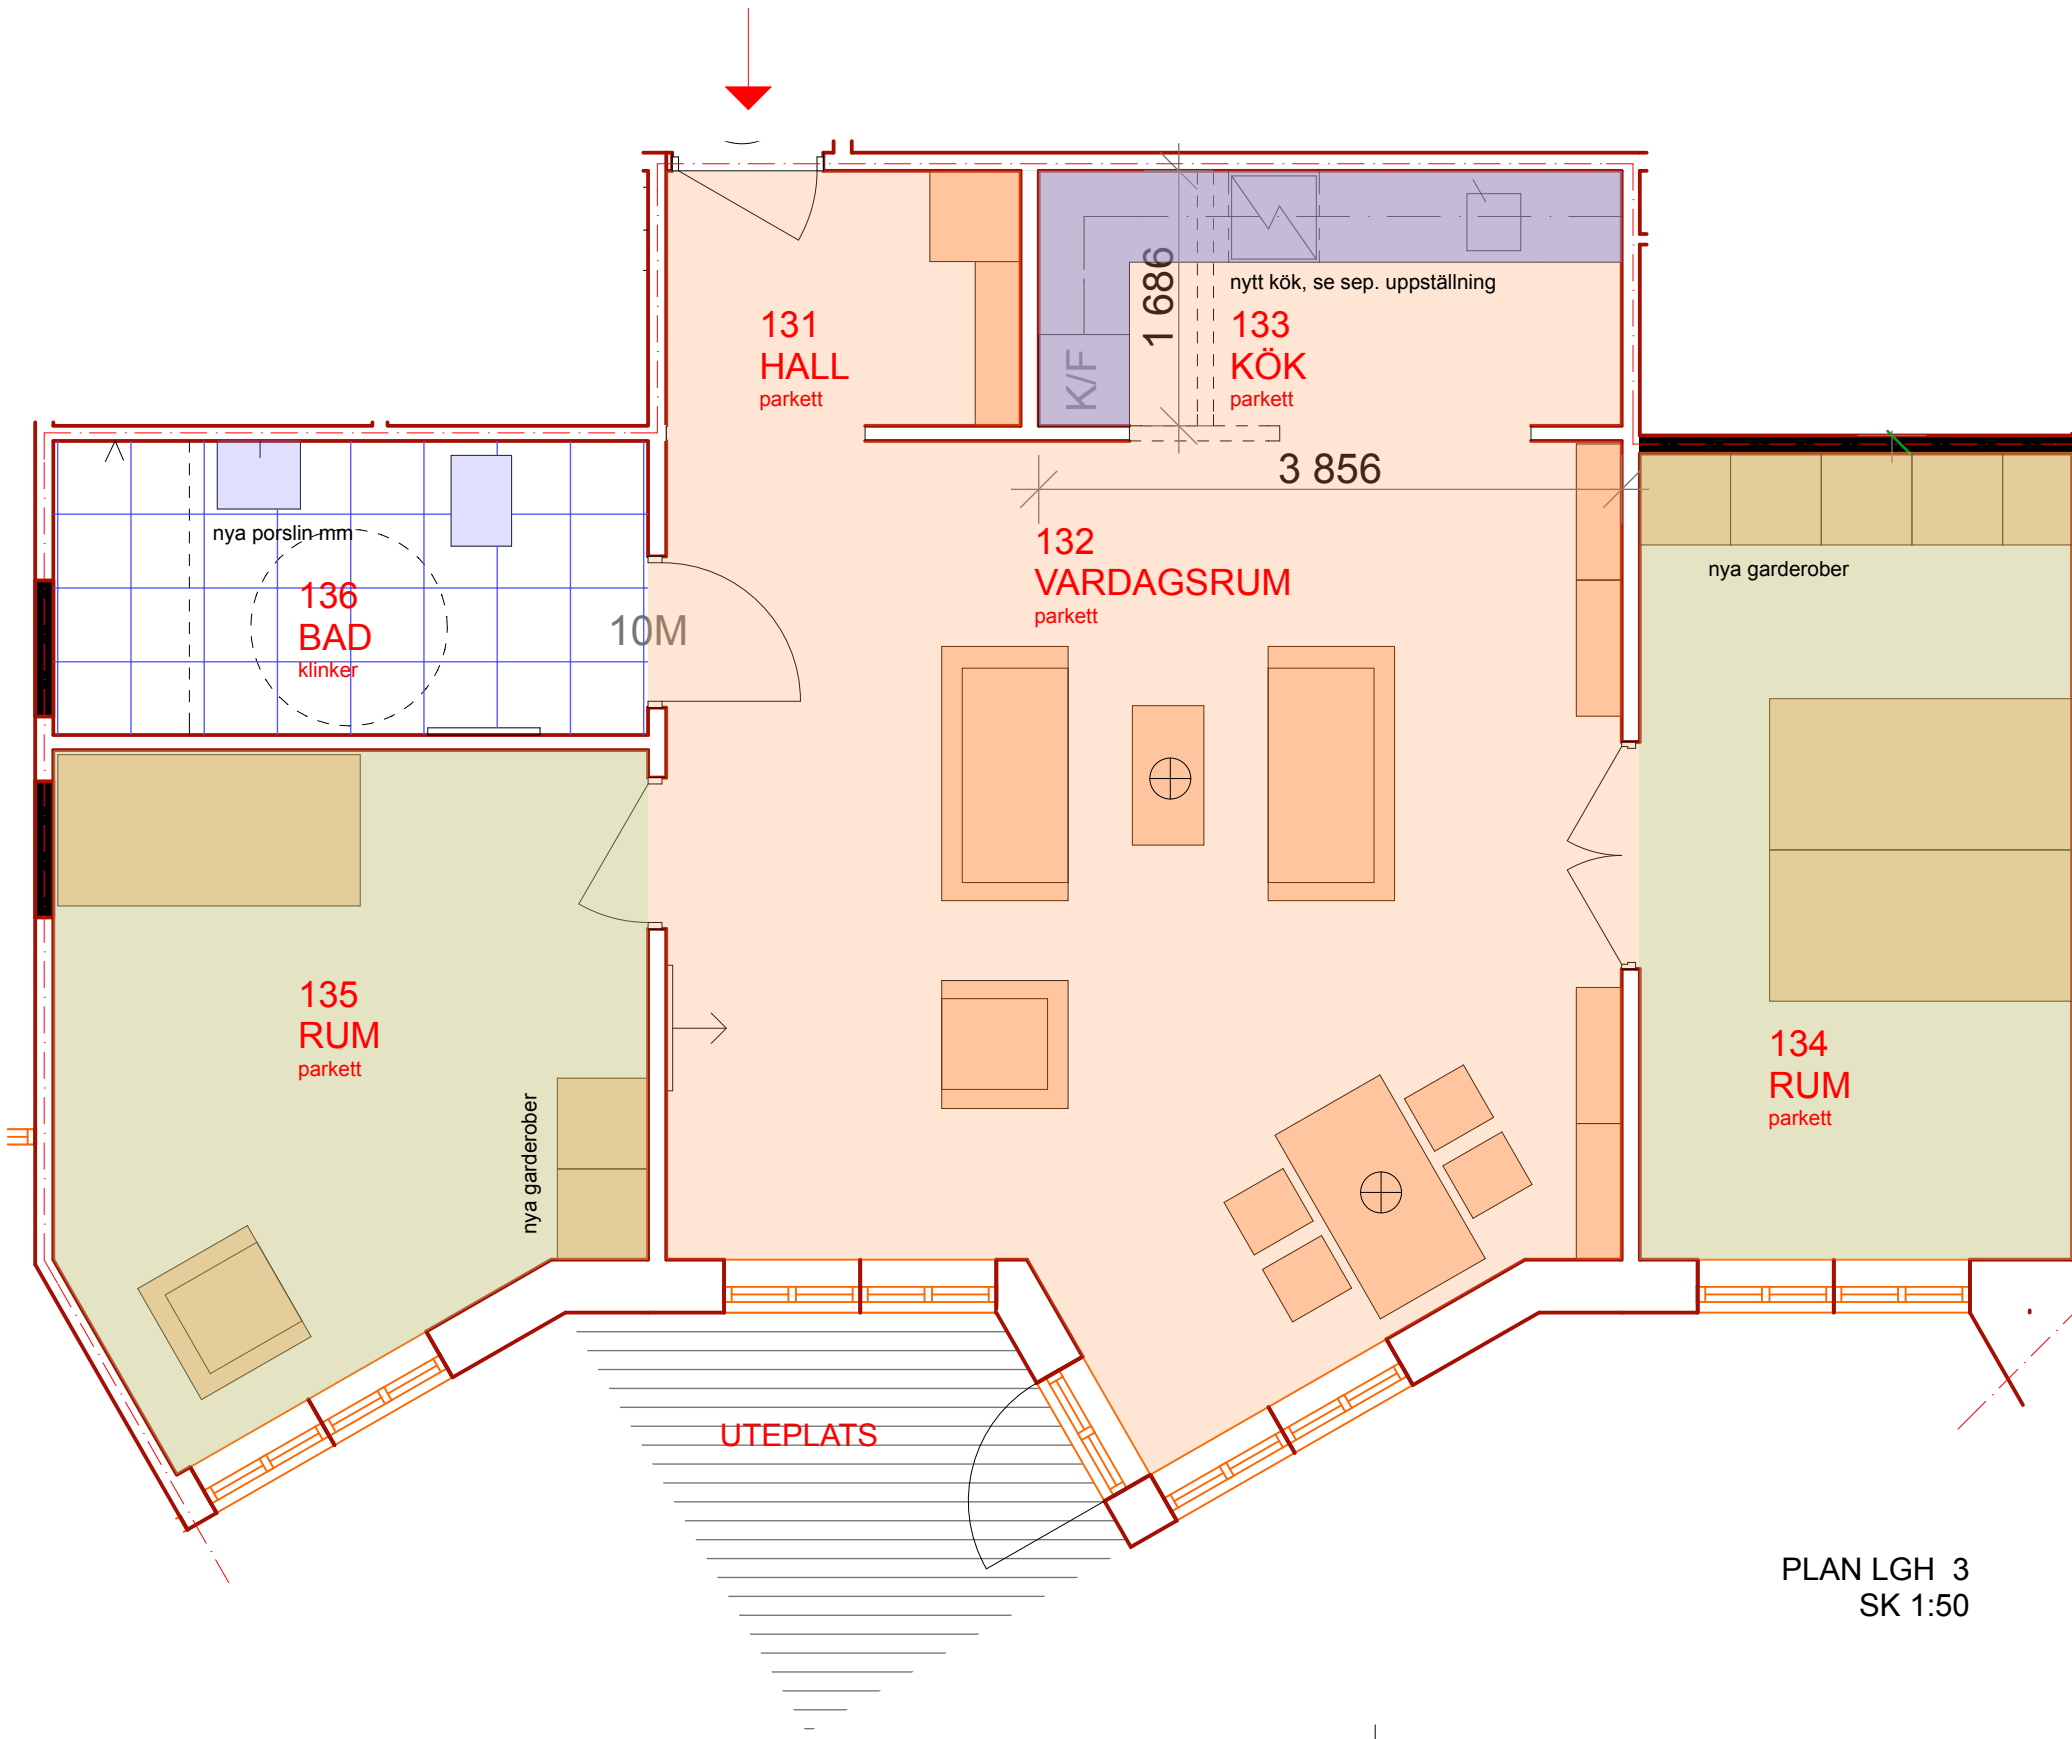 131
HALL
parkett
1 686
K/F
nytt kök, se sep. uppställning
133
KÖK
parkett
3 856
nya porslin mm
136
BAD
klinker
10M
132
VARDAGSRUM
parkett
nya garderober
135
RUM
parkett
nya garderober
134
RUM
parkett
UTEPLATS
PLAN LGH 3
SK 1:50